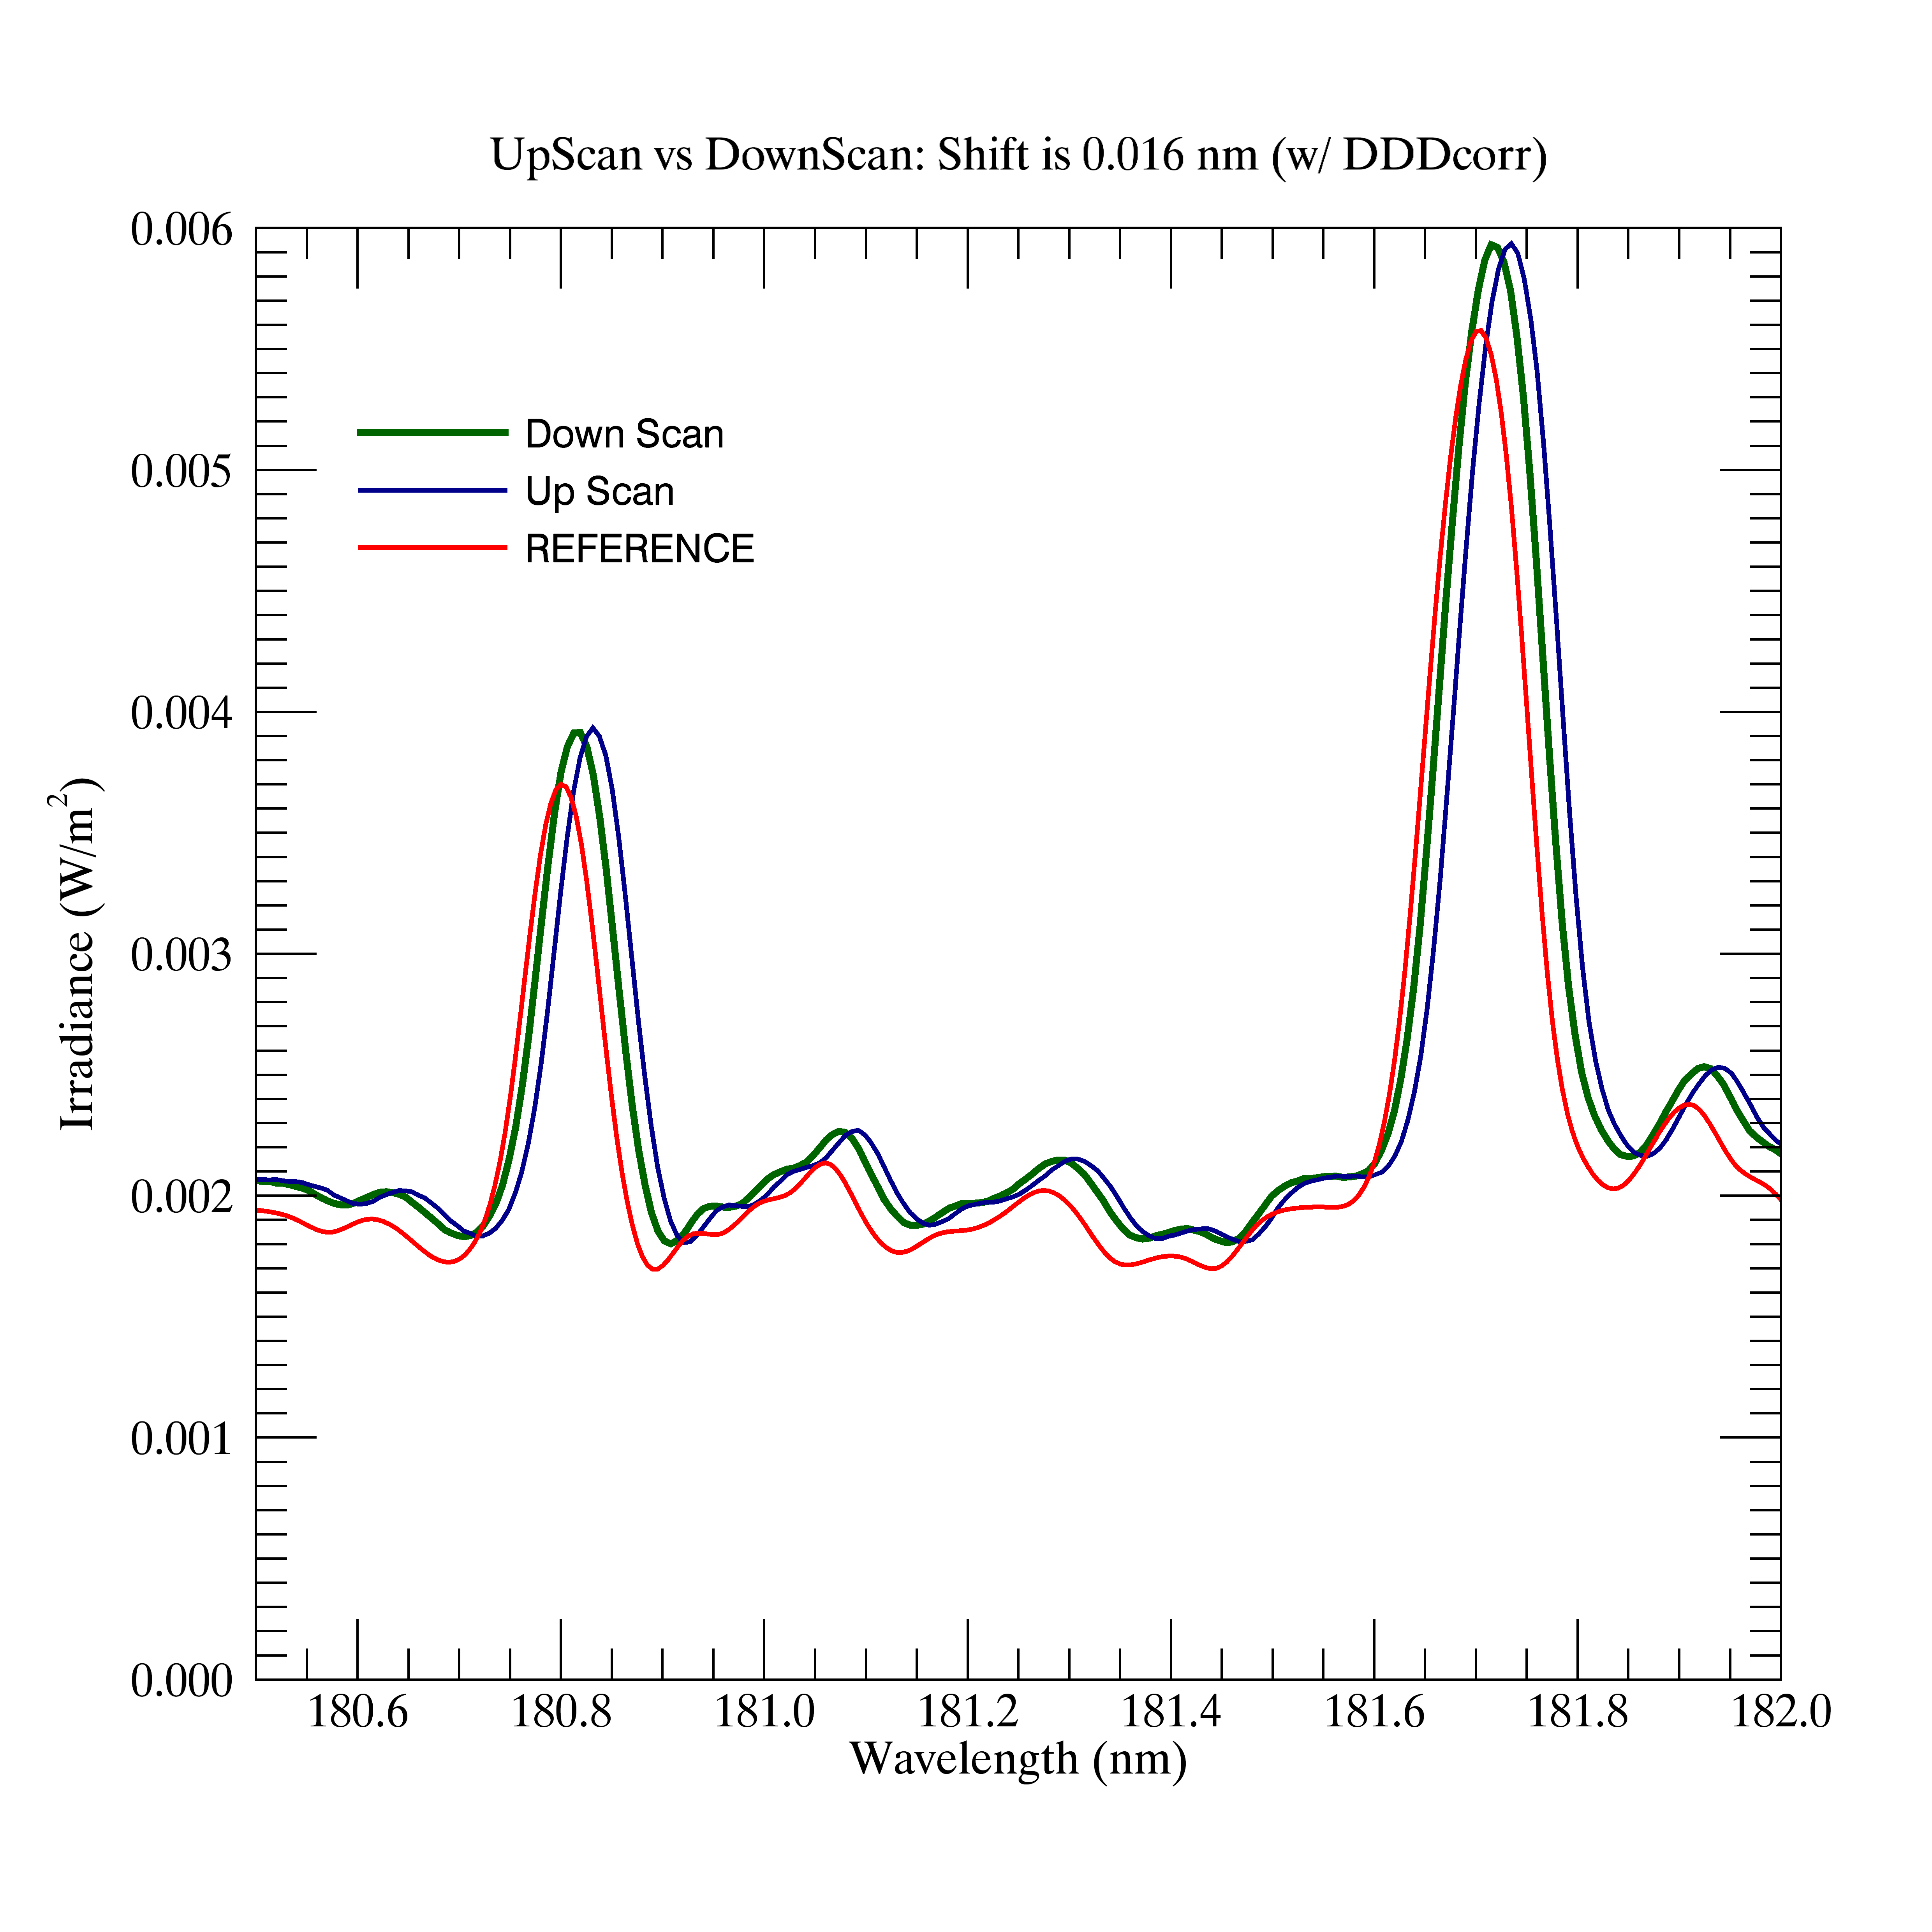 UpScan vs DownScan: Shift is 0.016 nm (w/ DDDcorr)
0.006
0.005
0.004
0.003
0.002
0.001
0.000
Irradiance (W/m²)
Down Scan
Up Scan
REFERENCE
180.6 180.8 181.0 181.2 181.4 181.6 181.8 182.0
Wavelength (nm)